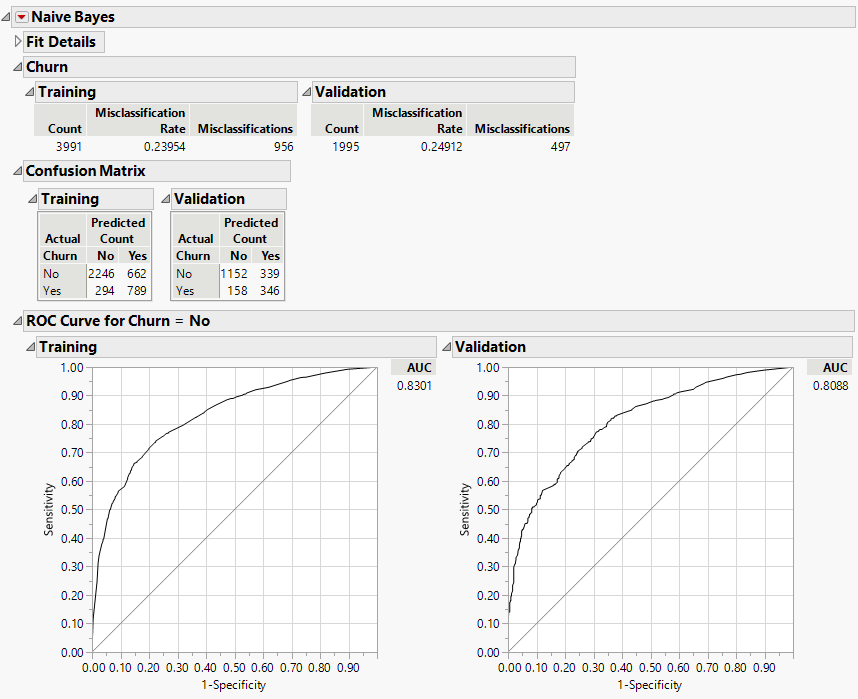 Naive Bayes
Fit Details
Churn
Training
Count Misclassification Rate Misclassifications
3991 0.23954 956
Validation
Count Misclassification Rate Misclassifications
1995 0.24912 497
Confusion Matrix
Training
Actual Churn Predicted Count
No Yes
No 2246 662
Yes 294 789
Validation
Actual Churn Predicted Count
No Yes
No 1152 339
Yes 158 346
ROC Curve for Churn = No
Training
1.00
0.90
0.80
0.70
0.60
0.50
0.40
0.30
0.20
0.10
0.00
Sensitivity
0.00 0.10 0.20 0.30 0.40 0.50 0.60 0.70 0.80 0.90
1-Specificity
AUC
0.8301
Validation
1.00
0.90
0.80
0.70
0.60
0.50
0.40
0.30
0.20
0.10
0.00
Sensitivity
0.00 0.10 0.20 0.30 0.40 0.50 0.60 0.70 0.80 0.90
1-Specificity
AUC
0.8088